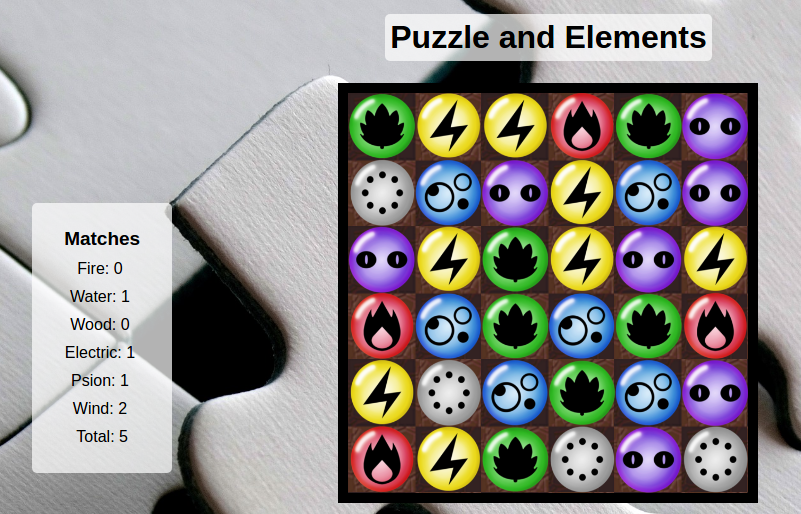 Puzzle and Elements
Matches
Fire: 0
Water: 1
Wood: 0
Electric: 1
Psion: 1
Wind: 2
Total: 5